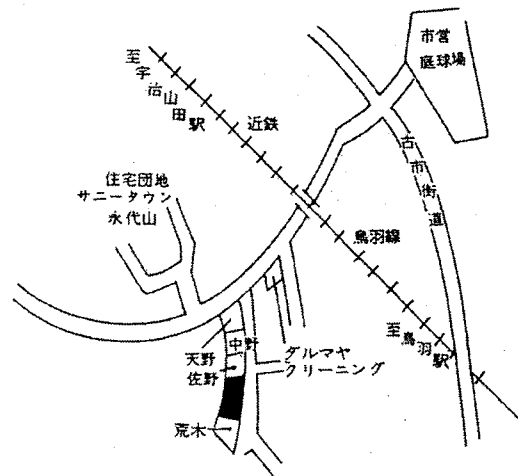 市営
庭球場
至宇治山田駅
近鉄
古市街道
住宅団地
サニータウン
永代山
鳥羽線
至鳥羽駅
中野
天野
佐野
ダルマヤ
クリーニング
荒木